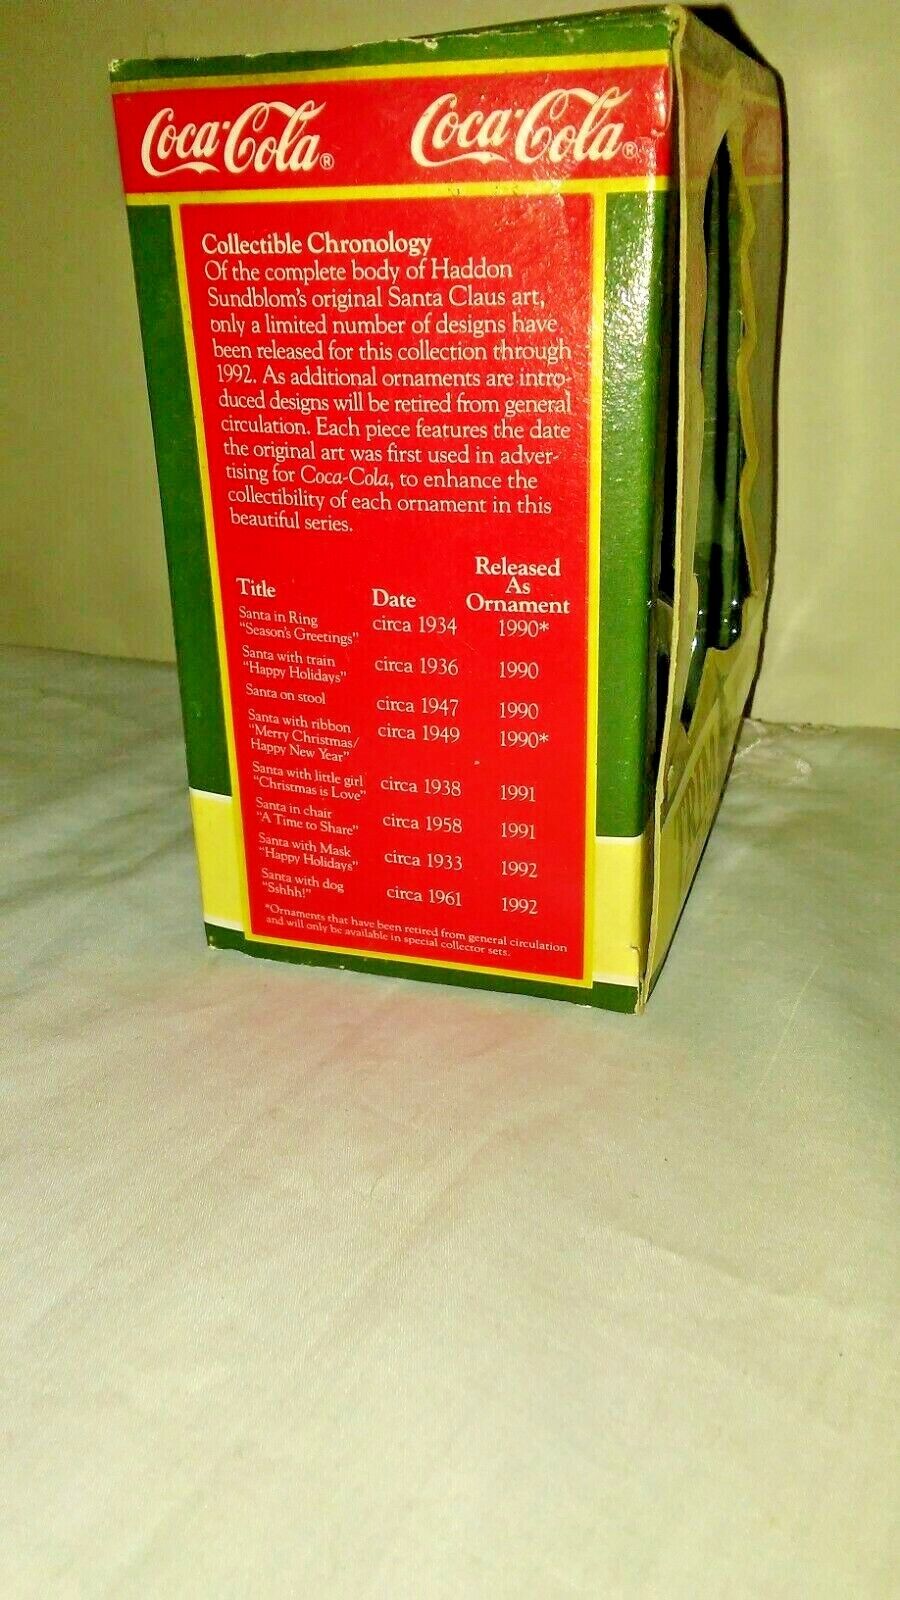 Coca-Cola® Coca-Cola®
Collectible Chronology
Of the complete body of Haddon
Sundblom's original Santa Claus art,
only a limited number of designs have
been released for this collection through
1992. As additional ornaments are intro-
duced designs will be retired from general
circulation. Each piece features the date
the original art was first used in adver-
tising for Coca-Cola, to enhance the
collectibility of each ornament in this
beautiful series.
Title Date Released
As
Ornament
Santa in Ring
"Season's Greetings" circa 1934 1990*
Santa with train
"Happy Holidays" circa 1936 1990
Santa on stool circa 1947 1990
Santa with ribbon
"Merry Christmas/
Happy New Year" circa 1949 1990*
Santa with little girl
"Christmas is Love" circa 1938 1991
Santa in chair
"A Time to Share" circa 1958 1991
Santa with Mask
"Happy Holidays" circa 1933 1992
Santa with dog
"Sshhh!" circa 1961 1992
*Ornaments that have been retired from general circulation
and will only be available in special collector sets.